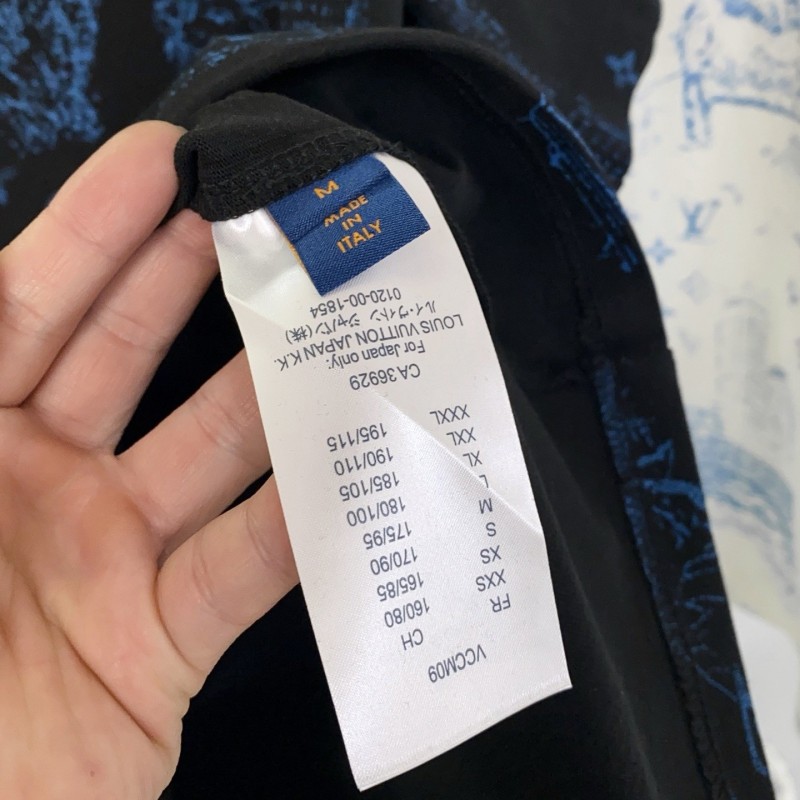 M
MADE
IN
ITALY
VCCM09
FR CH
XXS 160/80
XS 165/85
S 170/90
M 175/95
L 180/100
XL 185/105
XXL 190/110
XXXL 195/115
CA36929
For Japan only:
LOUIS VUITTON JAPAN K.K.
ルイ・ヴィトン ジャパン(株)
0120-00-1854